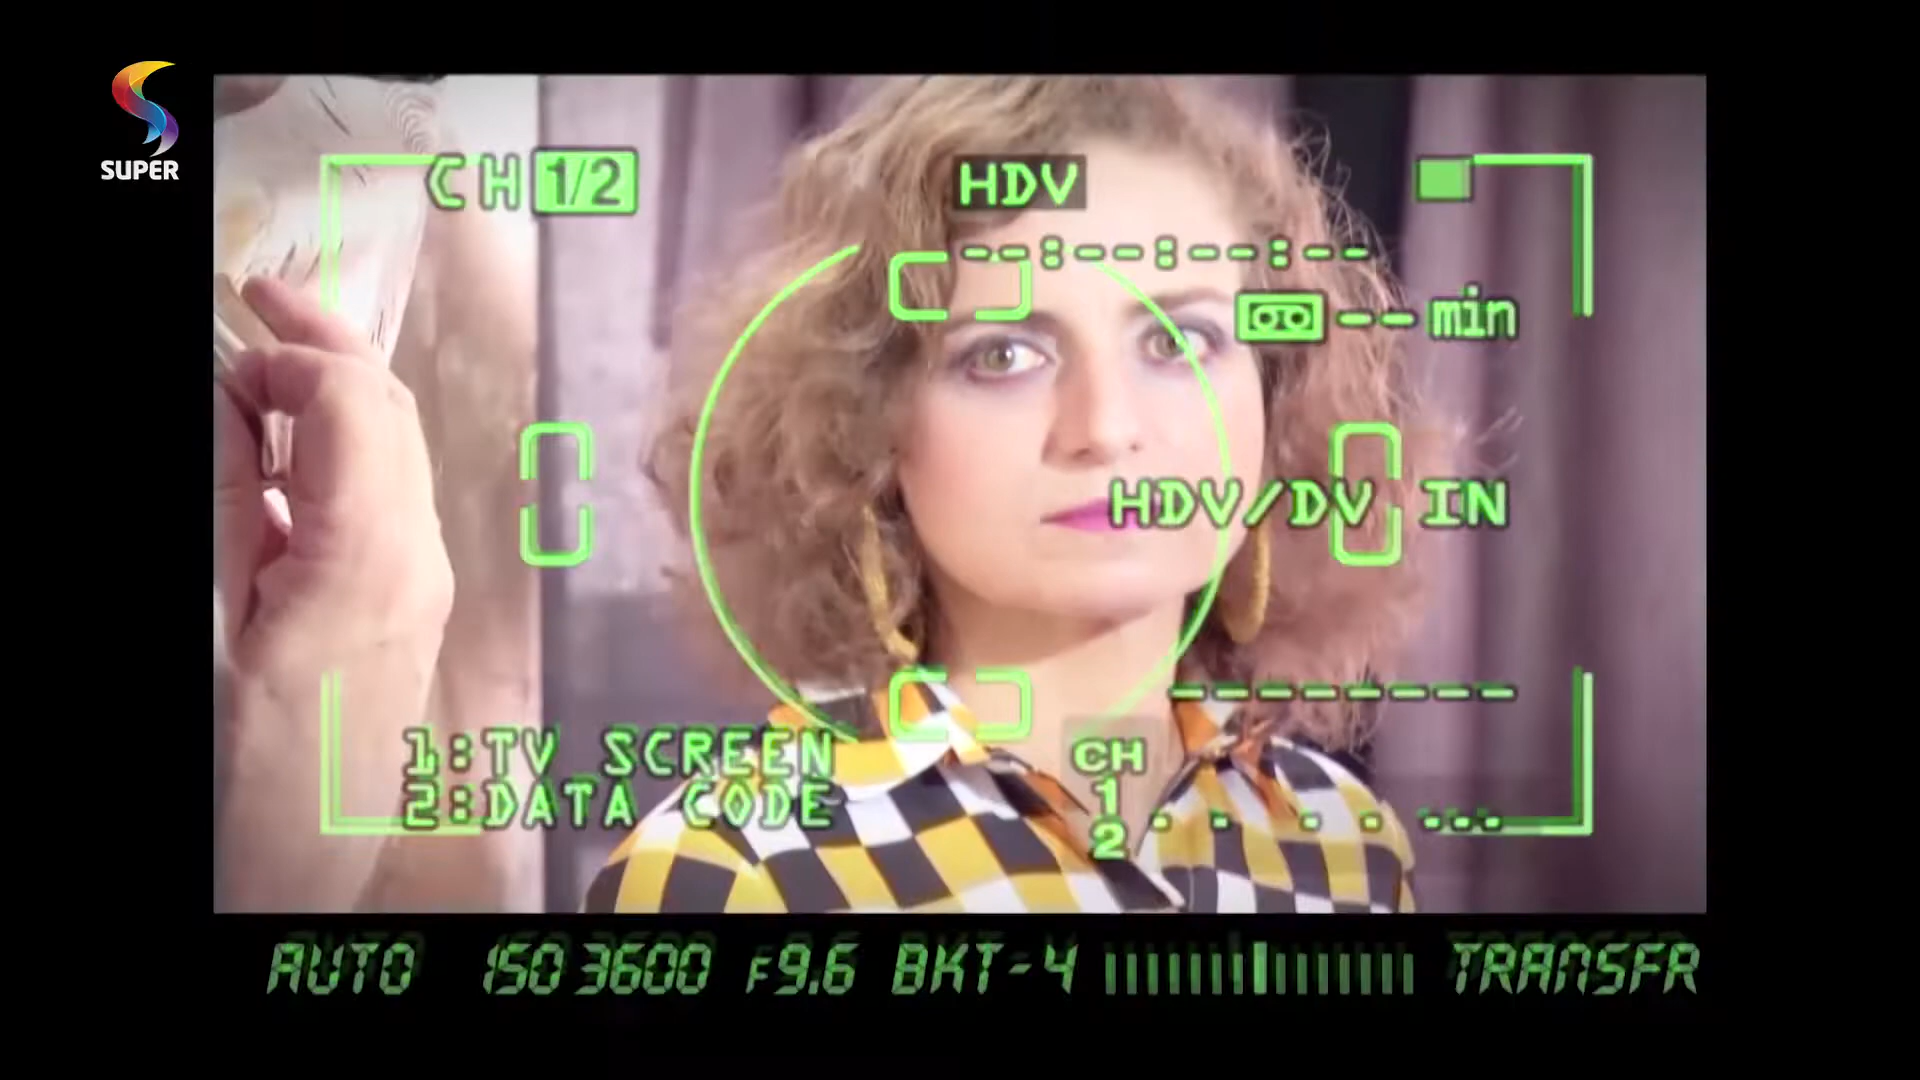 SUPER
CH 1/2
HDV
--:--:--:--
-- min
HDV/DV IN
--------
1:TV SCREEN
2:DATA CODE
CH
1
2
AUTO ISO 3600 F9.6 BKT-4 TRANSFR